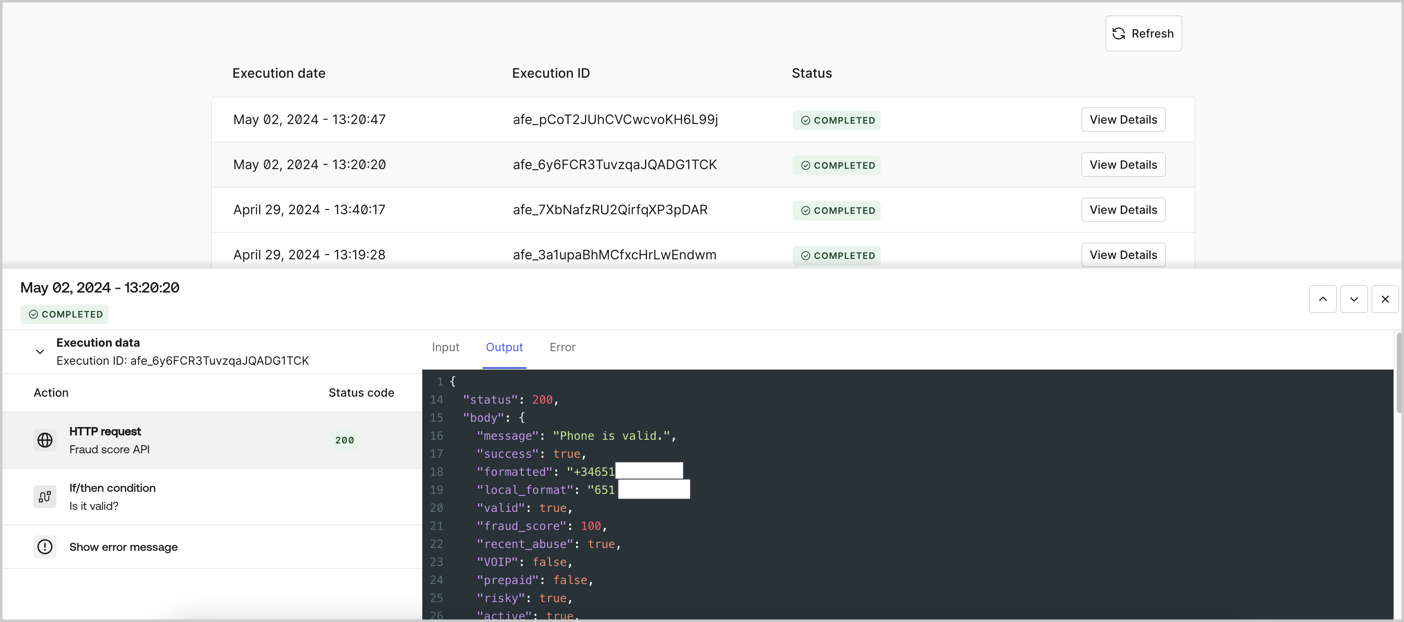 Refresh
Execution date Execution ID Status
May 02, 2024 - 13:20:47 afe_pCoT2JUhCVCwcvoKH6L99j COMPLETED View Details
May 02, 2024 - 13:20:20 afe_6y6FCR3TuvzqaJQADG1TCK COMPLETED View Details
April 29, 2024 - 13:40:17 afe_7XbNafzRU2QirfqXP3pDAR COMPLETED View Details
April 29, 2024 - 13:19:28 afe_3a1upaBhMCfxcHrLwEndwm COMPLETED View Details
May 02, 2024 - 13:20:20
COMPLETED
Execution data
Execution ID: afe_6y6FCR3TuvzqaJQADG1TCK
Action Status code
HTTP request
Fraud score API
200
If/then condition
Is it valid?
Show error message
Input Output Error
1 {
14 "status": 200,
15 "body": {
16 "message": "Phone is valid.",
17 "success": true,
18 "formatted": "+34651
19 "local_format": "651
20 "valid": true,
21 "fraud_score": 100,
22 "recent_abuse": true,
23 "VOIP": false,
24 "prepaid": false,
25 "risky": true,
26 "active": true,